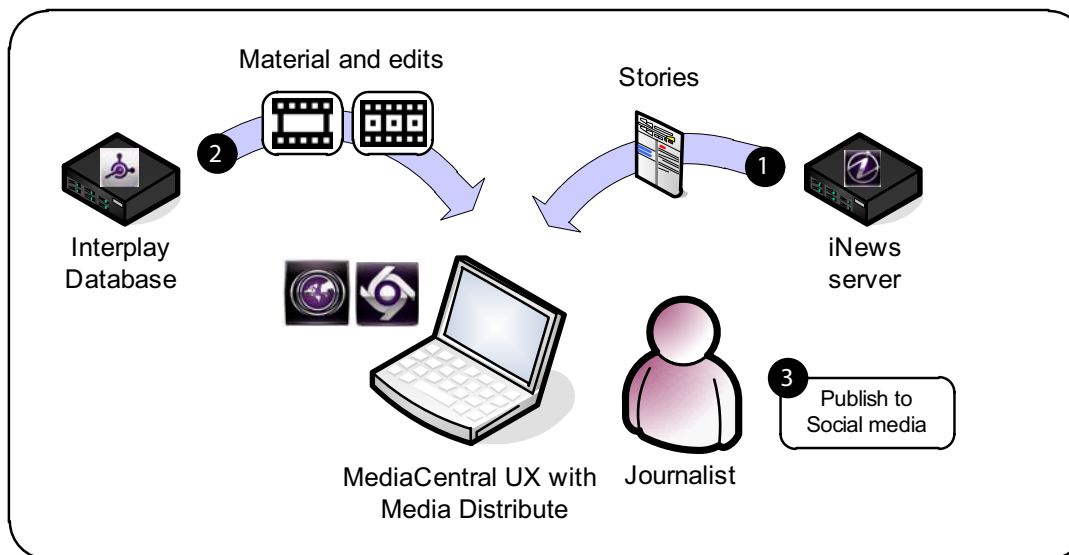 Material and edits
Stories
2
1
Interplay
Database
iNews
server
3
Publish to
Social media
MediaCentral UX with
Media Distribute
Journalist